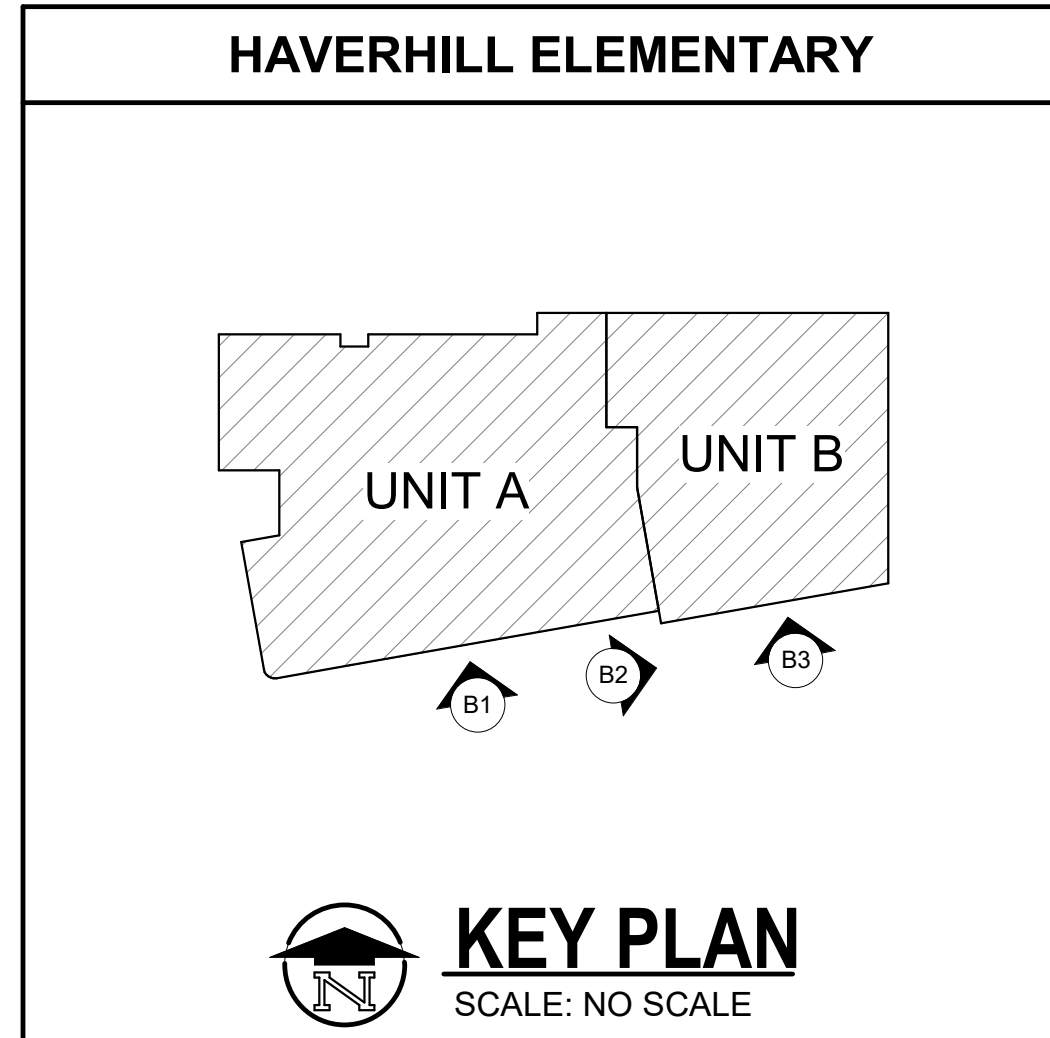 HAVERHILL ELEMENTARY
UNIT A
UNIT B
B1
B2
B3
N
KEY PLAN
SCALE: NO SCALE